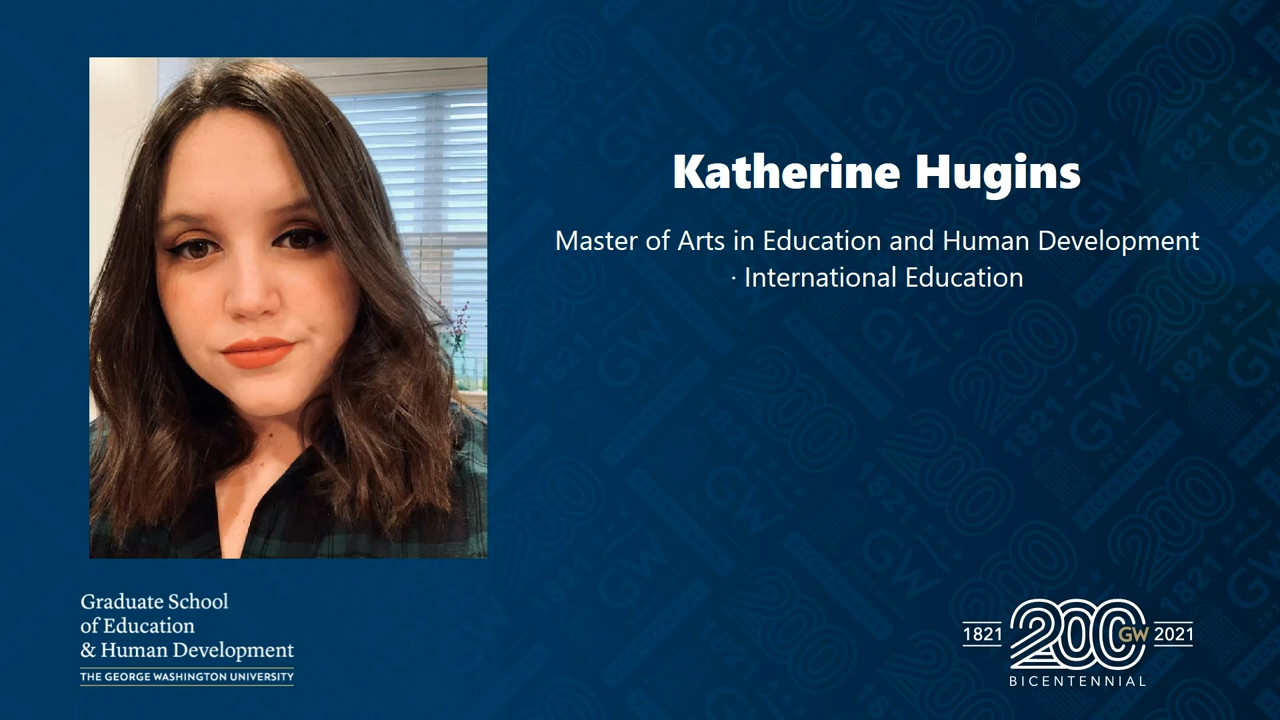 Katherine Hugins
Master of Arts in Education and Human Development
· International Education
Graduate School
of Education
& Human Development
THE GEORGE WASHINGTON UNIVERSITY
1821 200 GW 2021
BICENTENNIAL